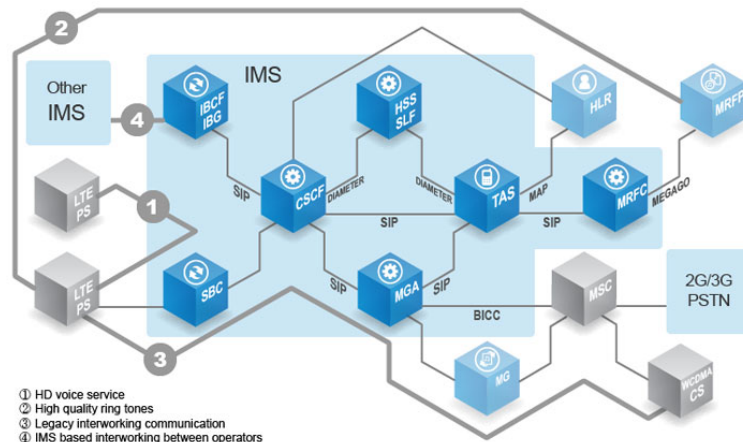 2
IMS
Other
IMS
4
IBCF
IBG
HSS
SLF
HLR
MRFP
LTE
PS
1
SIP
CSCF
DIAMETER
DIAMETER
TAS
MAP
MRFC
MEGAGO
SIP
SIP
LTE
PS
SBC
SIP
MGA
SIP
BICC
MSC
2G/3G
PSTN
3
MG
WCDMA
CS
① HD voice service
② High quality ring tones
③ Legacy interworking communication
④ IMS based interworking between operators